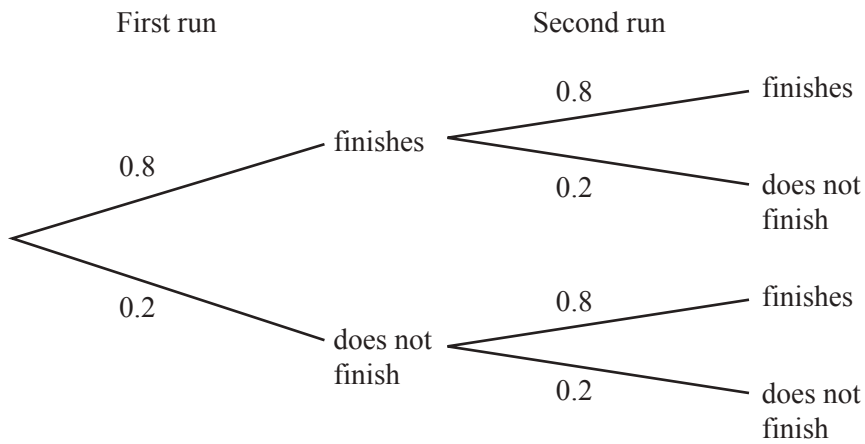 First run
Second run
0.8
finishes
0.2
does not
finish
0.8
finishes
0.2
does not
finish
0.8
finishes
0.2
does not
finish